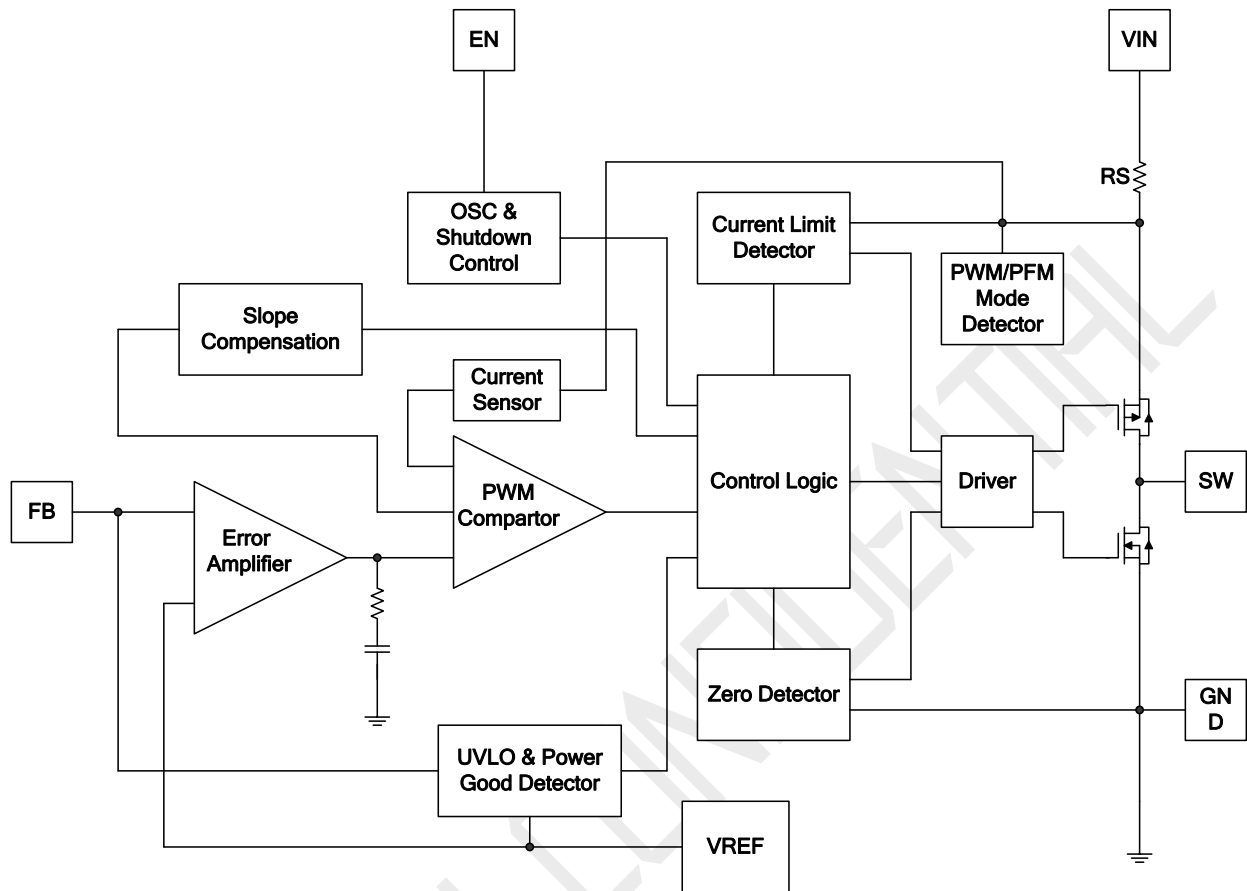 EN
VIN
RS
OSC &
Shutdown
Control
Current Limit
Detector
PWM/PFM
Mode
Detector
Slope
Compensation
Current
Sensor
PWM
Compartor
Control Logic
Driver
SW
FB
Error
Amplifier
Zero Detector
GN
D
UVLO & Power
Good Detector
VREF
CONFIDENTIAL